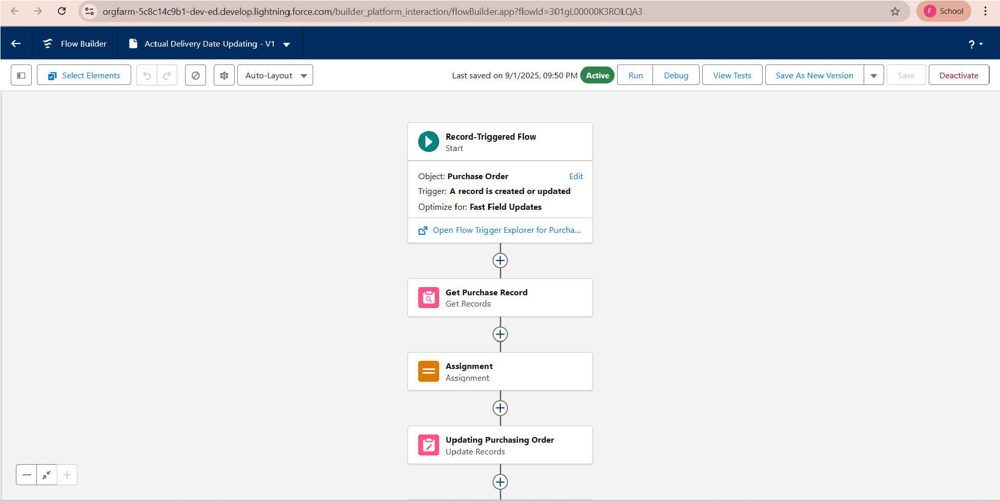 orgfarm-5c8c14c9b1-dev-ed.develop.lightning.force.com/builder_platform_interaction/flowBuilder.app?flowId=301gL00000K3ROLQA3
F School
Flow Builder
Actual Delivery Date Updating - V1
?
Select Elements
Auto-Layout
Last saved on 9/1/2025, 09:50 PM
Active
Run
Debug
View Tests
Save As New Version
Save
Deactivate
Record-Triggered Flow
Start
Object: Purchase Order
Edit
Trigger: A record is created or updated
Optimize for: Fast Field Updates
Open Flow Trigger Explorer for Purcha...
Get Purchase Record
Get Records
Assignment
Assignment
Updating Purchasing Order
Update Records